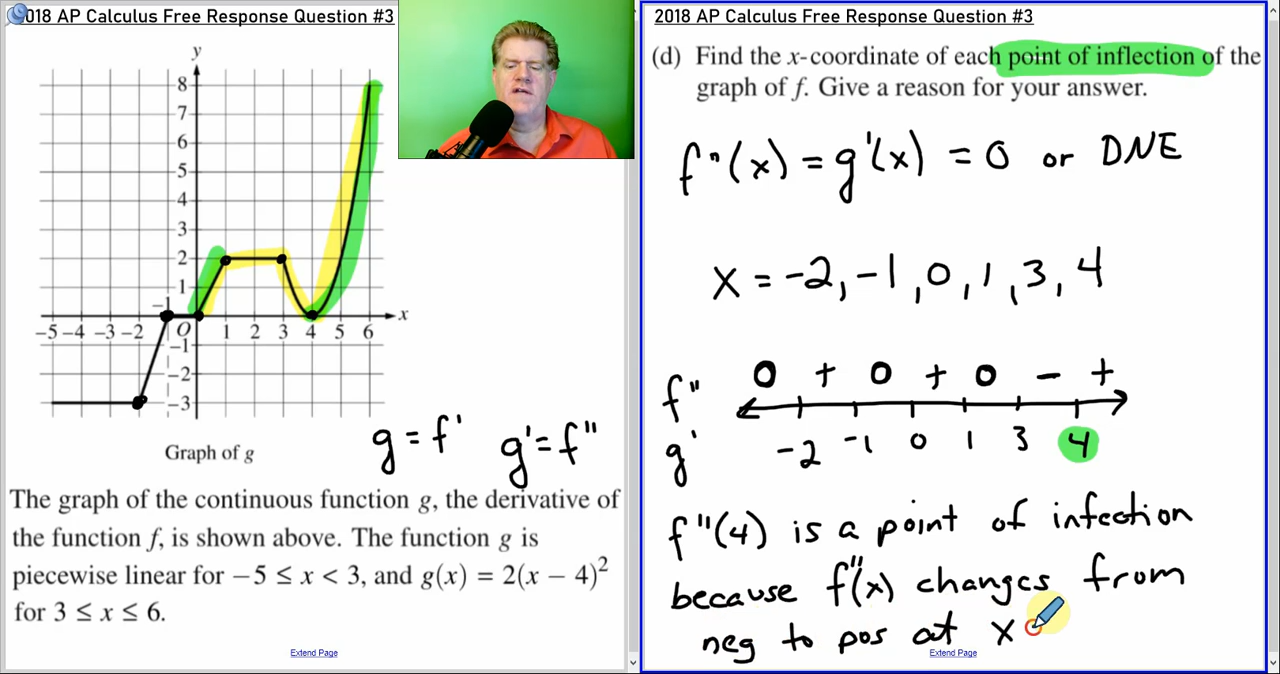 2018 AP Calculus Free Response Question #3
y
8
7
6
5
4
3
2
1
-1
x
-5 -4 -3 -2 O 1 2 3 4 5 6
-1
-2
-3
Graph of g
g = f' g' = f"
The graph of the continuous function g, the derivative of
the function f, is shown above. The function g is
piecewise linear for −5 ≤ x < 3, and g(x) = 2(x − 4)²
for 3 ≤ x ≤ 6.
Extend Page
2018 AP Calculus Free Response Question #3
(d) Find the x-coordinate of each point of inflection of the
graph of f. Give a reason for your answer.
f"(x) = g'(x) = 0 or DNE
x = -2, -1, 0, 1, 3, 4
f" 0 + 0 + 0 - +
g' -2 -1 0 1 3 4
f"(4) is a point of infection
because f"(x) changes from
neg to pos at x
Extend Page